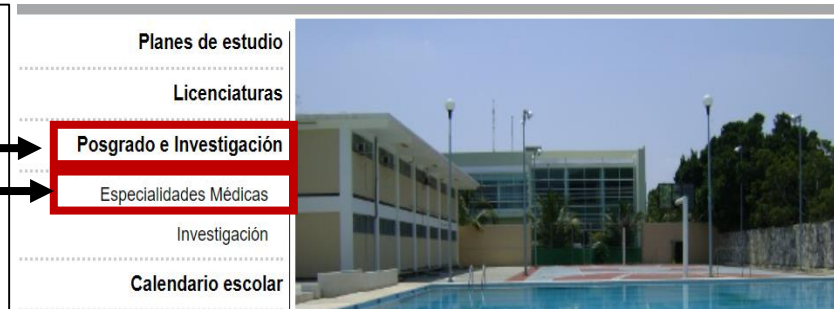 Planes de estudio
Licenciaturas
Posgrado e Investigación
Especialidades Médicas
Investigación
Calendario escolar